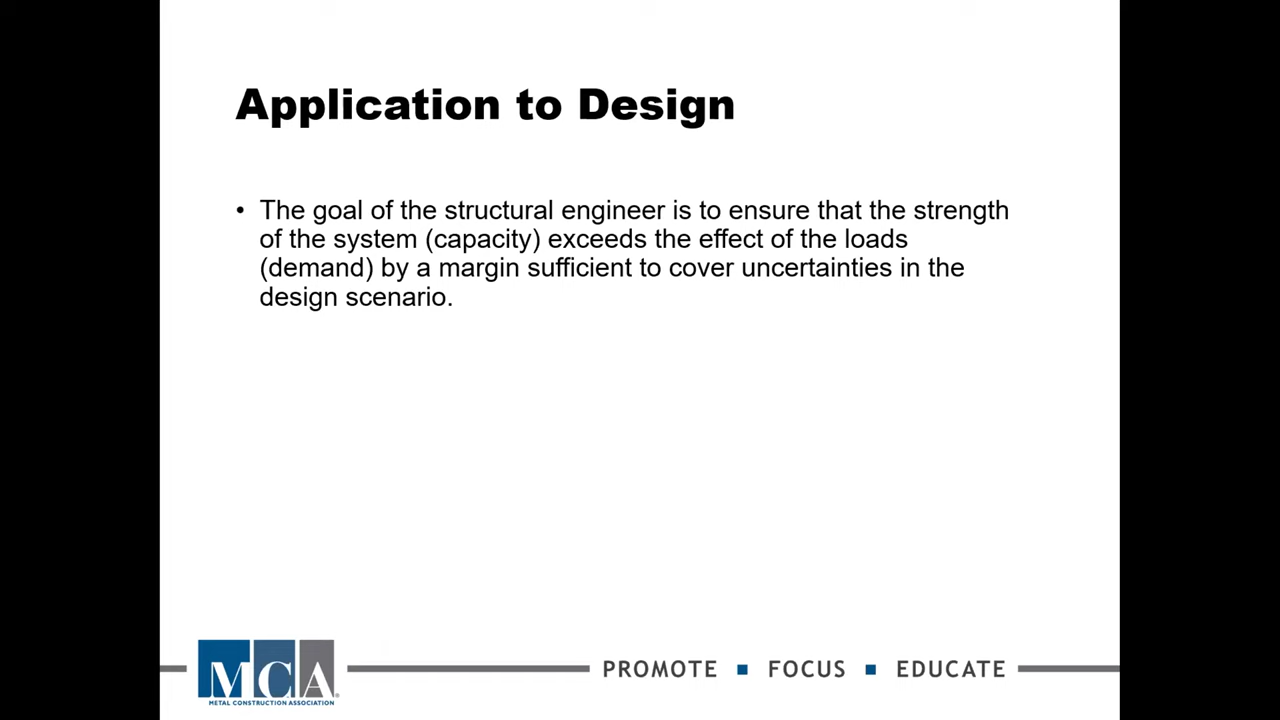 Application to Design
• The goal of the structural engineer is to ensure that the strength
of the system (capacity) exceeds the effect of the loads
(demand) by a margin sufficient to cover uncertainties in the
design scenario.
MCA®
METAL CONSTRUCTION ASSOCIATION
PROMOTE ■ FOCUS ■ EDUCATE